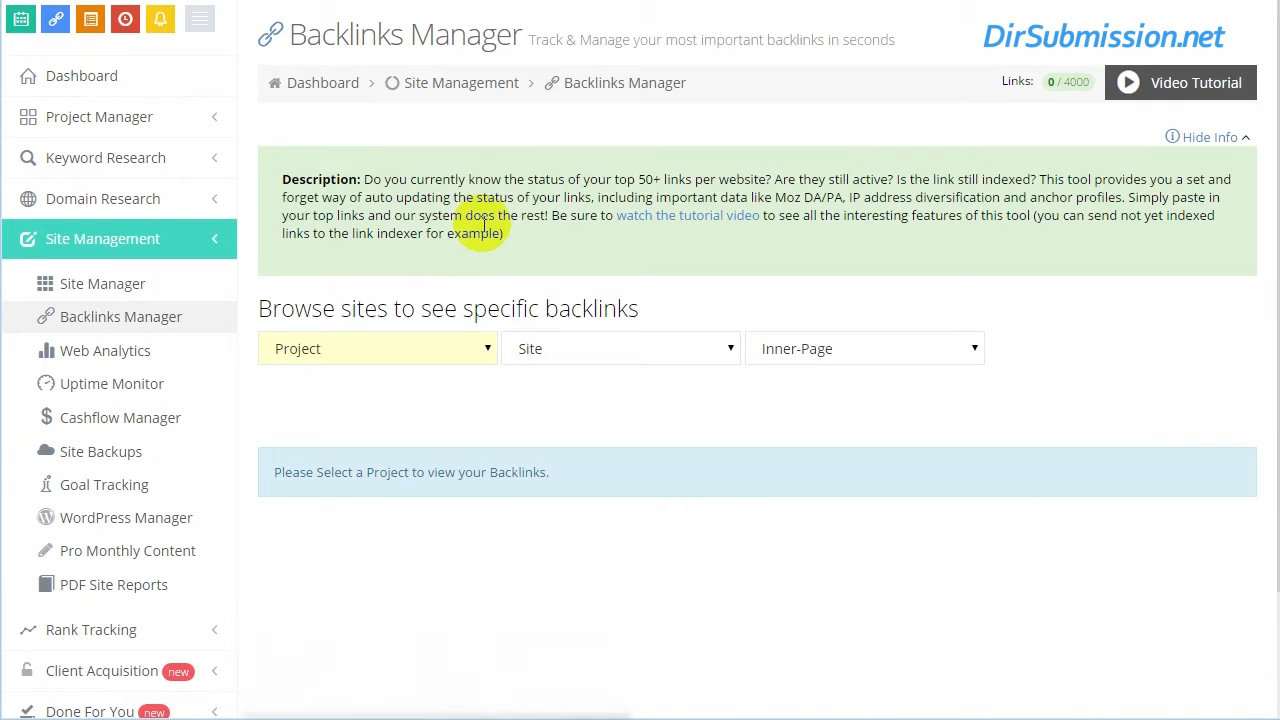 Backlinks Manager Track & Manage your most important backlinks in seconds
DirSubmission.net
Dashboard > Site Management > Backlinks Manager
Links: 0 / 4000
Video Tutorial
Hide Info
Dashboard
Project Manager
Keyword Research
Domain Research
Site Management
Site Manager
Backlinks Manager
Web Analytics
Uptime Monitor
Cashflow Manager
Site Backups
Goal Tracking
WordPress Manager
Pro Monthly Content
PDF Site Reports
Rank Tracking
Client Acquisition new
Done For You new
Description: Do you currently know the status of your top 50+ links per website? Are they still active? Is the link still indexed? This tool provides you a set and
forget way of auto updating the status of your links, including important data like Moz DA/PA, IP address diversification and anchor profiles. Simply paste in
your top links and our system does the rest! Be sure to watch the tutorial video to see all the interesting features of this tool (you can send not yet indexed
links to the link indexer for example)
Browse sites to see specific backlinks
Project
Site
Inner-Page
Please Select a Project to view your Backlinks.